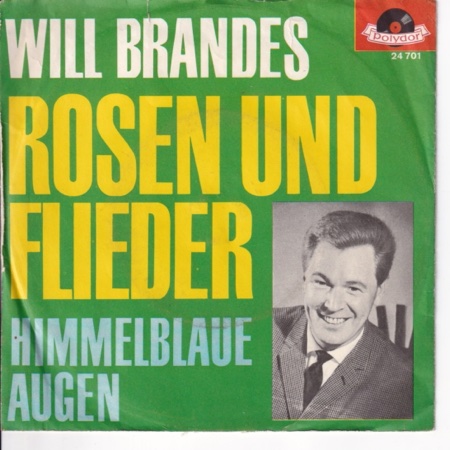 WILL BRANDES
Polydor
24 701
ROSEN UND
FLIEDER
HIMMELBLAUE
AUGEN